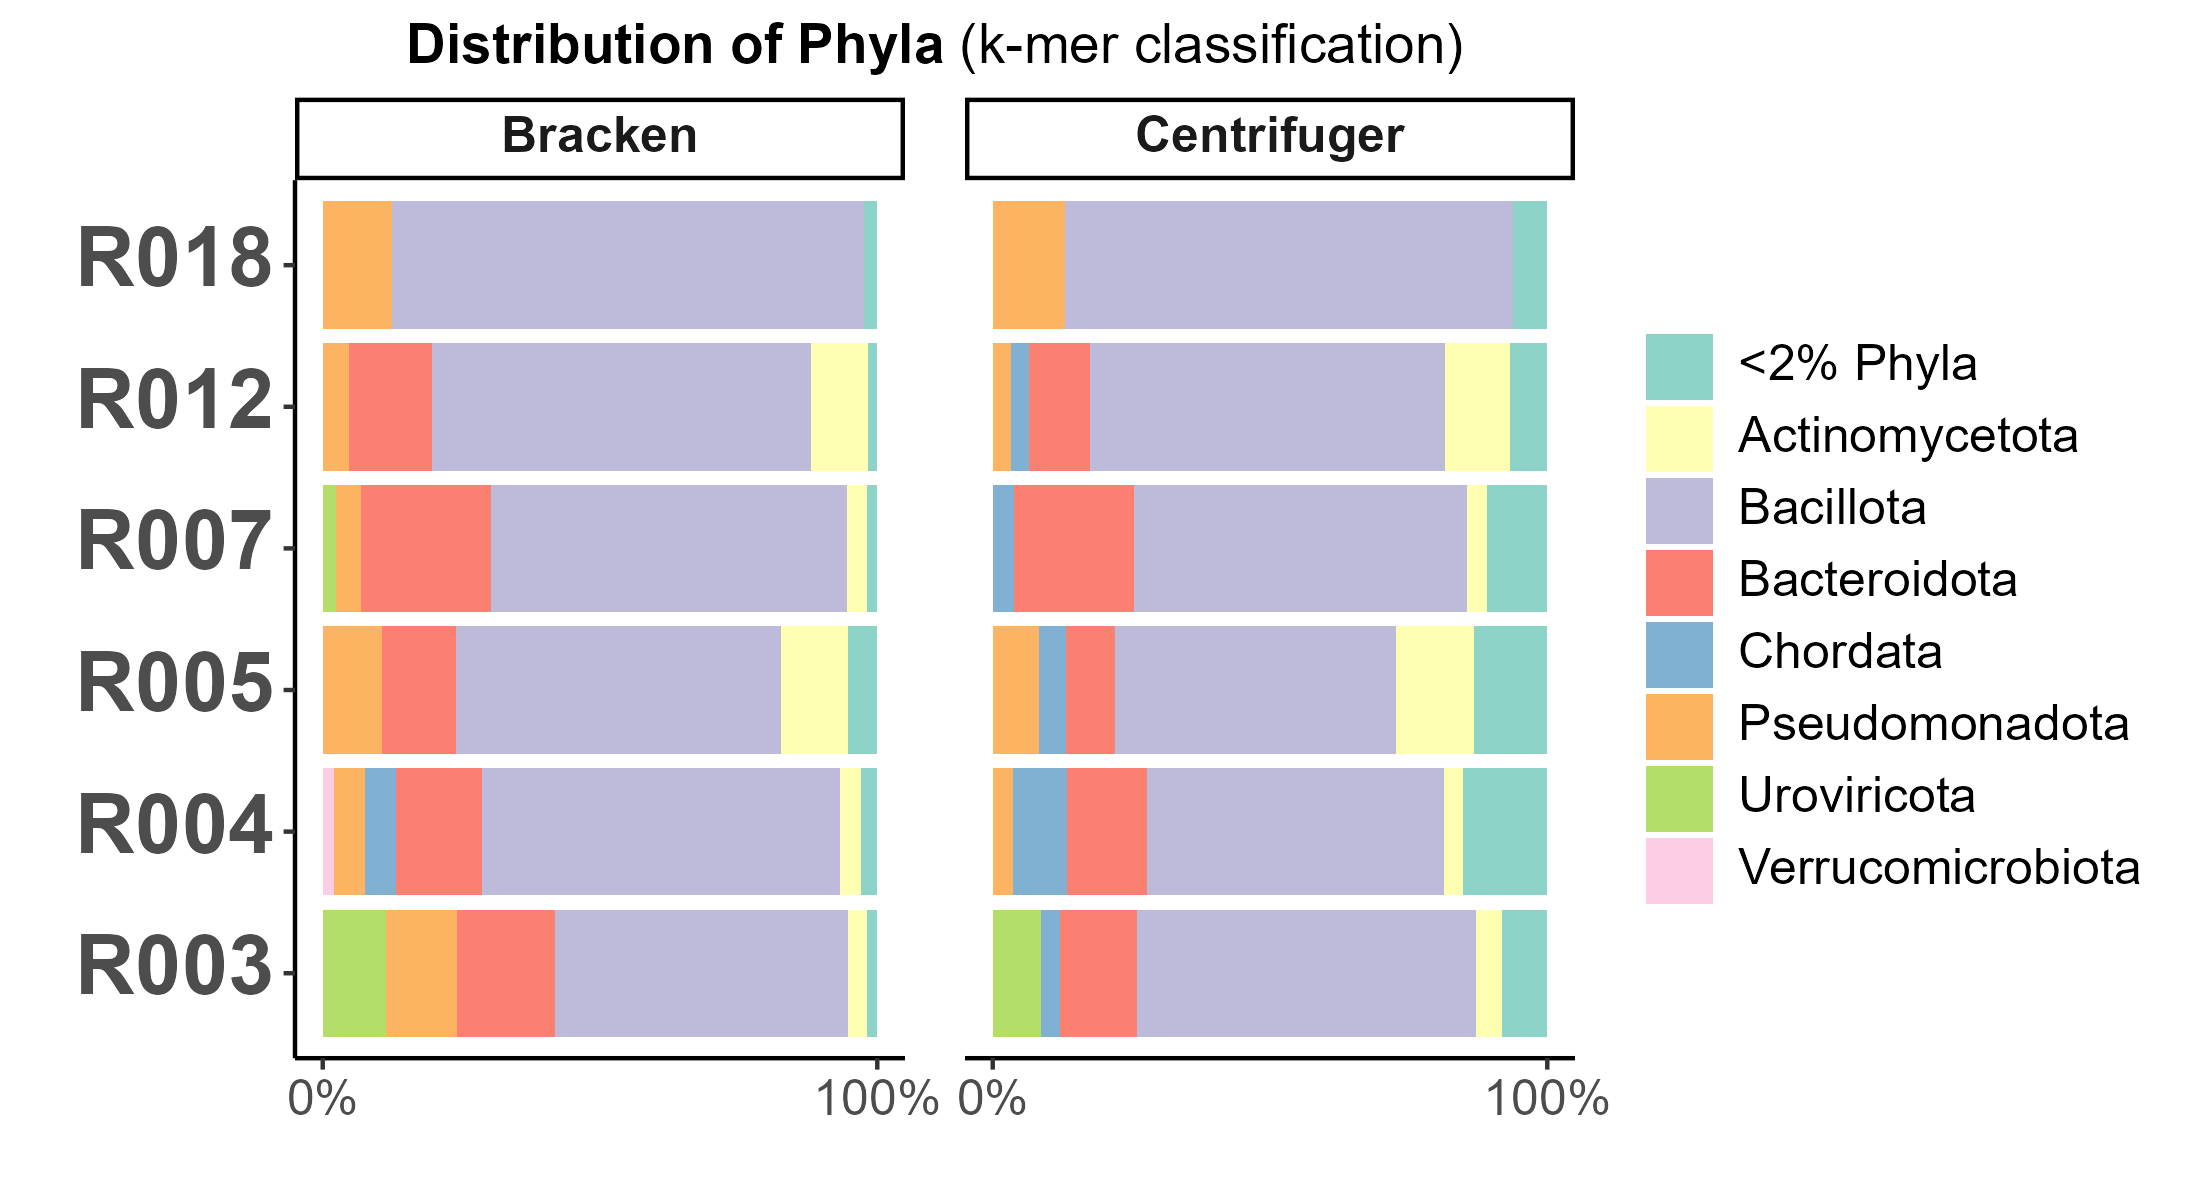 Distribution of Phyla (k-mer classification)
Bracken
Centrifuger
R018
R012
R007
R005
R004
R003
0%
100%
0%
100%
<2% Phyla
Actinomycetota
Bacillota
Bacteroidota
Chordata
Pseudomonadota
Uroviricota
Verrucomicrobiota